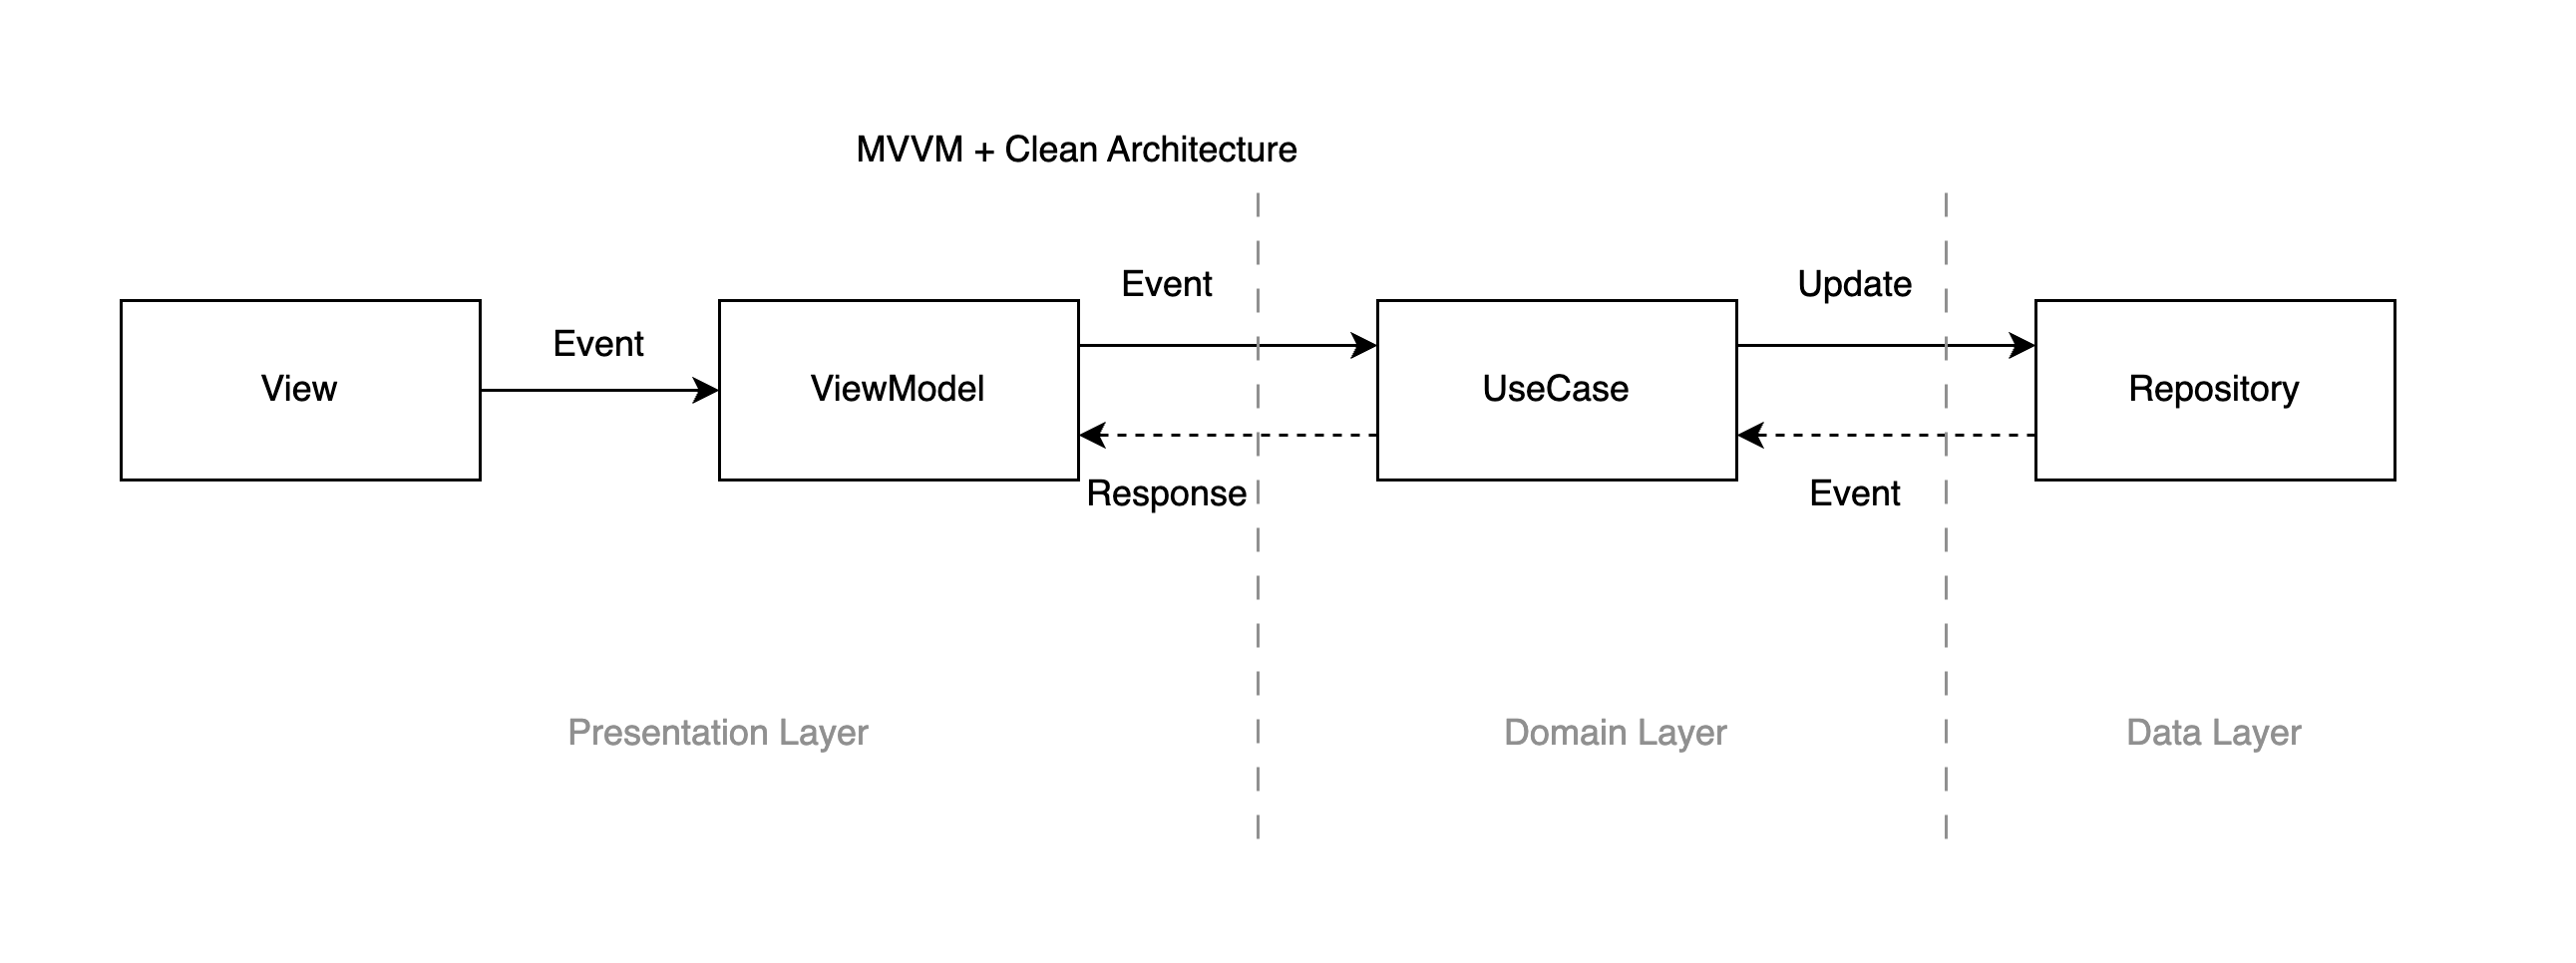 MVVM + Clean Architecture
Event
Update
Event
View
ViewModel
UseCase
Repository
Response
Event
Presentation Layer
Domain Layer
Data Layer